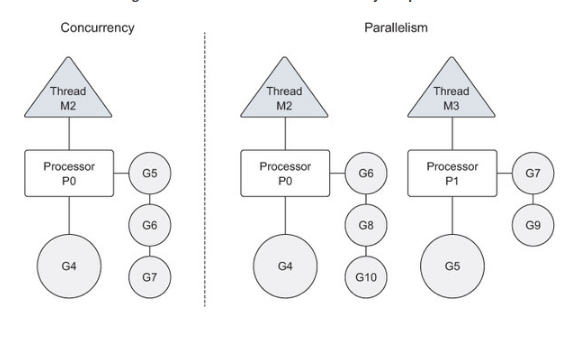 Concurrency
Parallelism
Thread
M2
Processor
P0
G5
G6
G7
G4
Thread
M2
Processor
P0
G6
G8
G10
G4
Thread
M3
Processor
P1
G7
G9
G5